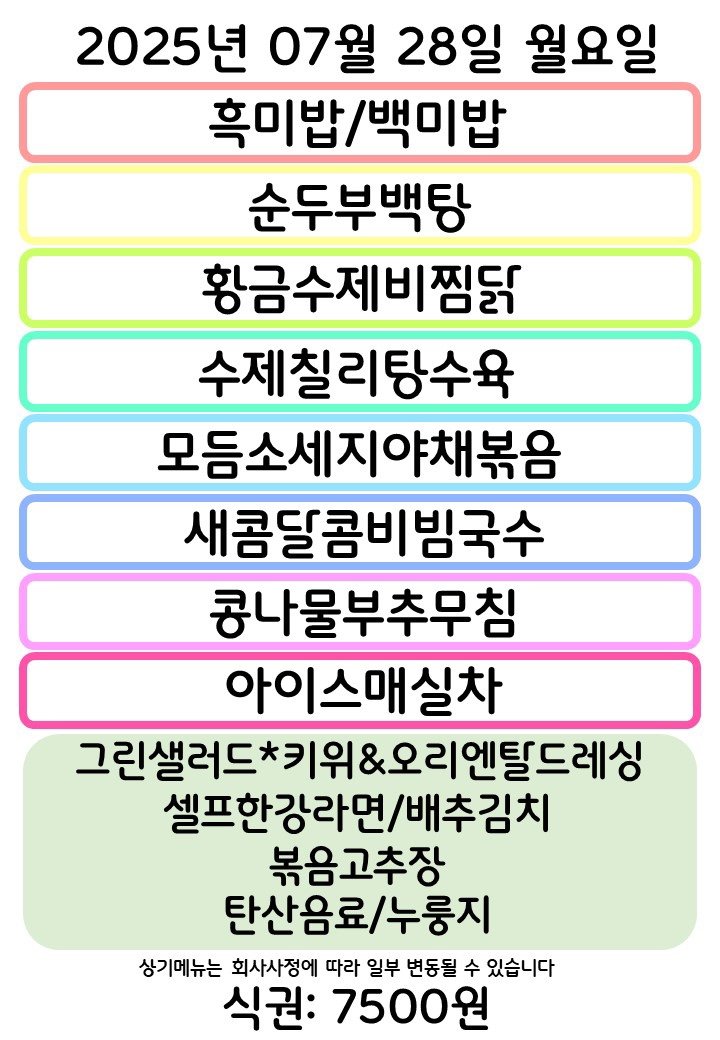 2025년 07월 28일 월요일
흑미밥/백미밥
순두부백탕
황금수제비찜닭
수제칠리탕수육
모듬소세지야채볶음
새콤달콤비빔국수
콩나물부추무침
아이스매실차
그린샐러드*키위&오리엔탈드레싱
셀프한강라면/배추김치
볶음고추장
탄산음료/누룽지
상기메뉴는 회사사정에 따라 일부 변동될 수 있습니다
식권: 7500원